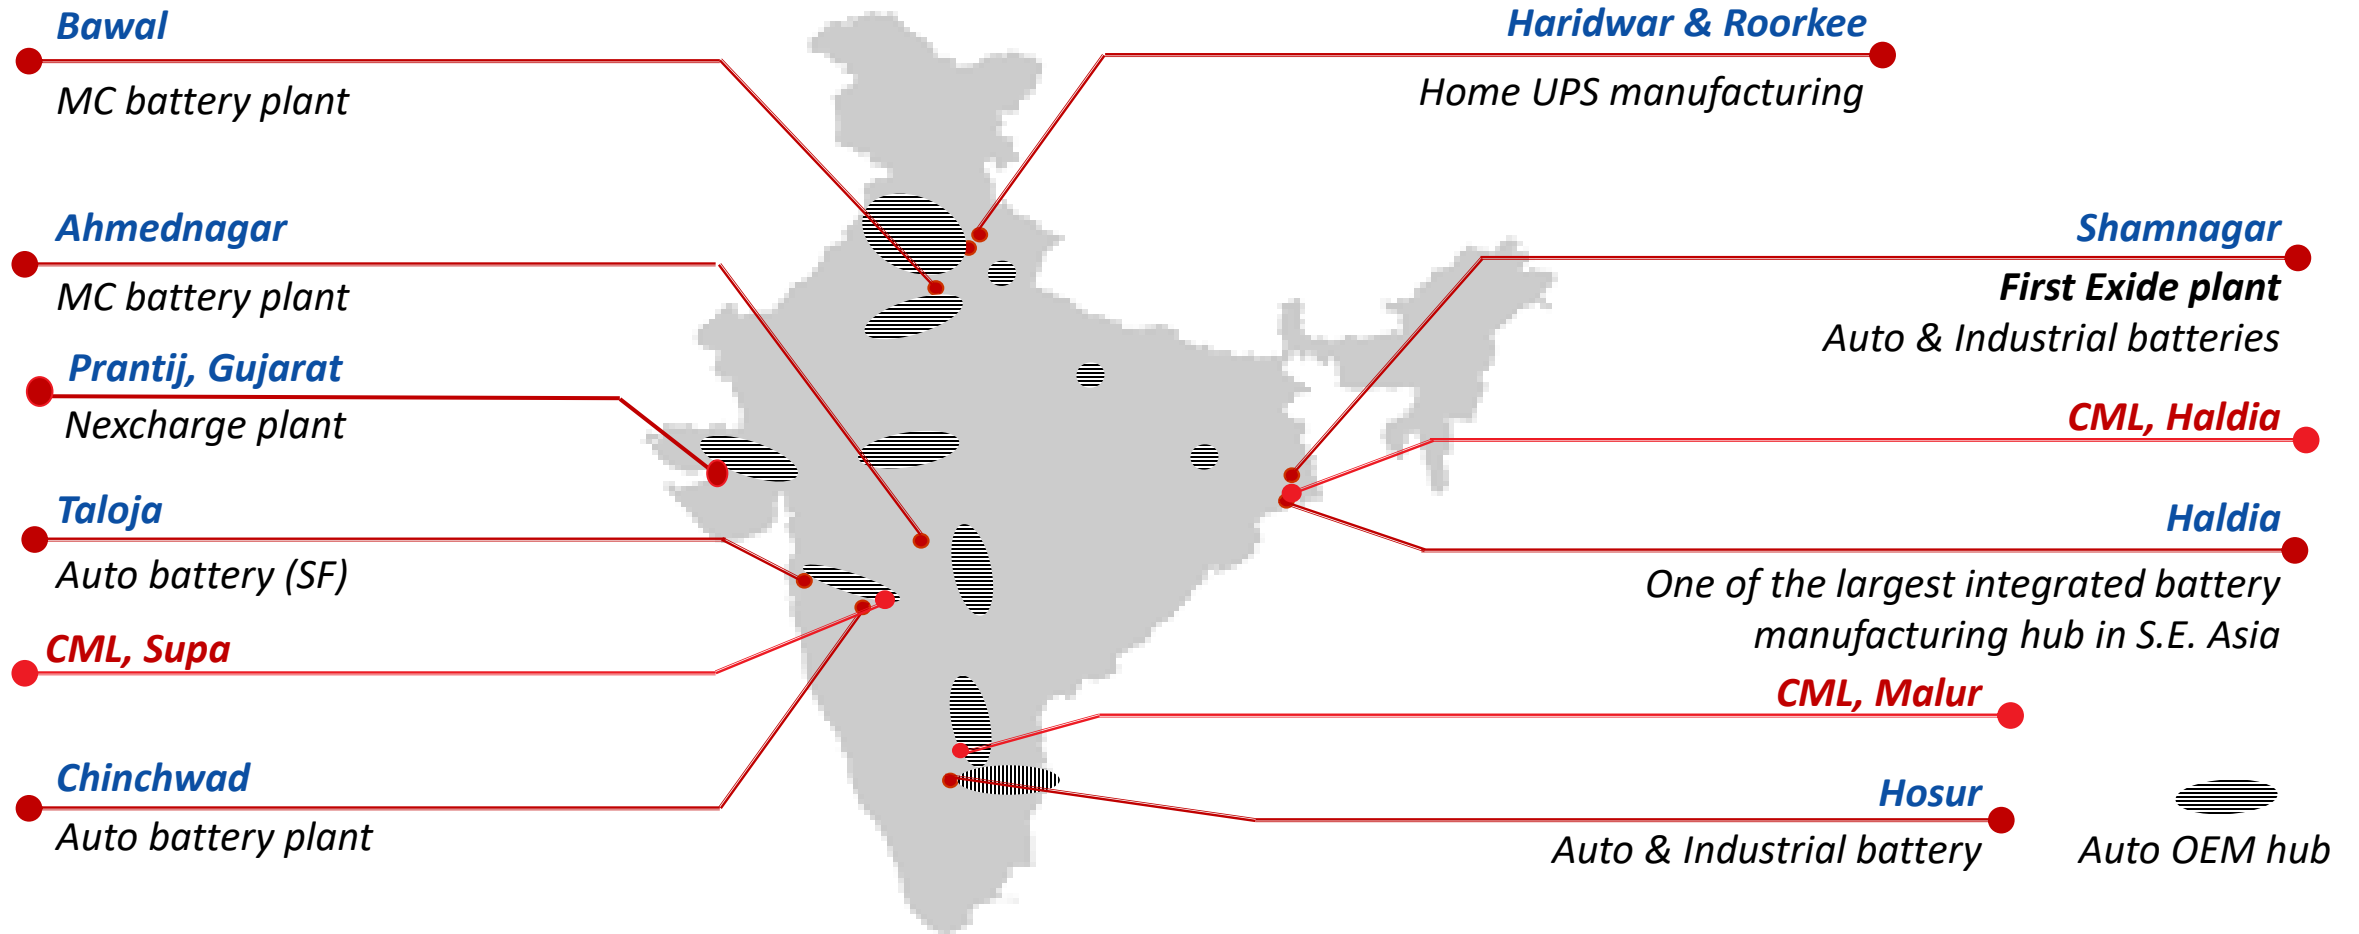 Bawal
MC battery plant
Ahmednagar
MC battery plant
Prantij, Gujarat
Nexcharge plant
Taloja
Auto battery (SF)
CML, Supa
Chinchwad
Auto battery plant
Haridwar & Roorkee
Home UPS manufacturing
Shamnagar
First Exide plant
Auto & Industrial batteries
CML, Haldia
Haldia
One of the largest integrated battery
manufacturing hub in S.E. Asia
CML, Malur
Hosur
Auto & Industrial battery
Auto OEM hub